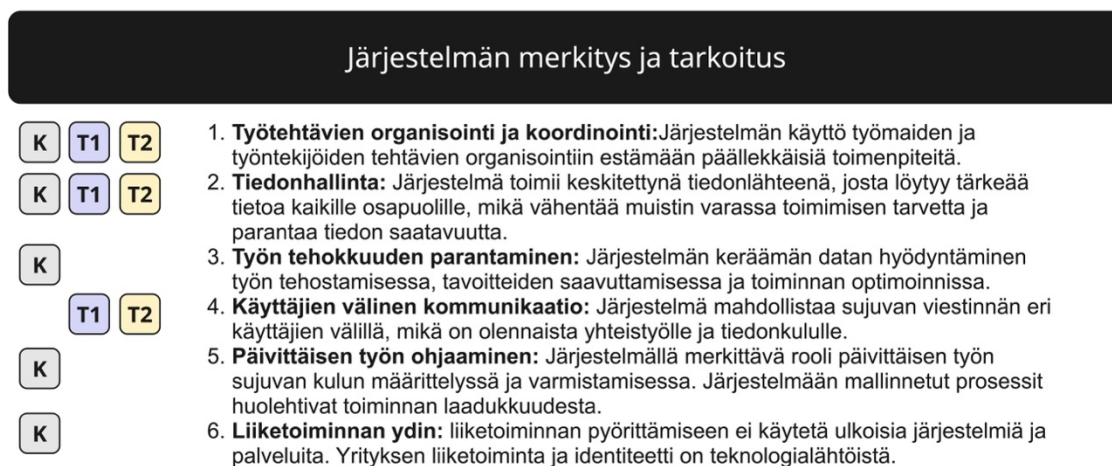 Järjestelmän merkitys ja tarkoitus
K T1 T2 1. Työtehtävien organisointi ja koordinointi:Järjestelmän käyttö työmaiden ja
työntekijöiden tehtävien organisointiin estämään päällekkäisiä toimenpiteitä.
K T1 T2 2. Tiedonhallinta: Järjestelmä toimii keskitettynä tiedonlähteenä, josta löytyy tärkeää
tietoa kaikille osapuolille, mikä vähentää muistin varassa toimimisen tarvetta ja
parantaa tiedon saatavuutta.
K 3. Työn tehokkuuden parantaminen: Järjestelmän keräämän datan hyödyntäminen
työn tehostamisessa, tavoitteiden saavuttamisessa ja toiminnan optimoinnissa.
T1 T2 4. Käyttäjien välinen kommunikaatio: Järjestelmä mahdollistaa sujuvan viestinnän eri
käyttäjien välillä, mikä on olennaista yhteistyölle ja tiedonkululle.
K 5. Päivittäisen työn ohjaaminen: Järjestelmällä merkittävä rooli päivittäisen työn
sujuvan kulun määrittelyssä ja varmistamisessa. Järjestelmään mallinnetut prosessit
huolehtivat toiminnan laadukkuudesta.
K 6. Liiketoiminnan ydin: liiketoiminnan pyörittämiseen ei käytetä ulkoisia järjestelmiä ja
palveluita. Yrityksen liiketoiminta ja identiteetti on teknologialähtöistä.